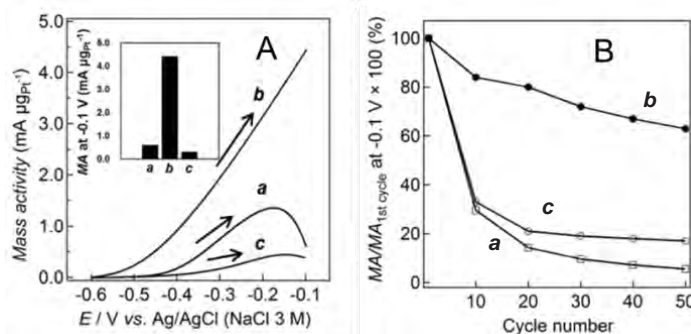 A
Mass activity (mA µgPt⁻¹)
5.0
4.0
3.0
2.0
1.0
0.0
MA at -0.1 V (mA µgPt⁻¹)
5.0
4.0
3.0
2.0
1.0
0.0
a b c
b
a
c
-0.6 -0.5 -0.4 -0.3 -0.2 -0.1
E / V vs. Ag/AgCl (NaCl 3 M)
B
MA/MA1st cycle at -0.1 V × 100 (%)
100
80
60
40
20
0
b
c
a
10 20 30 40 50
Cycle number